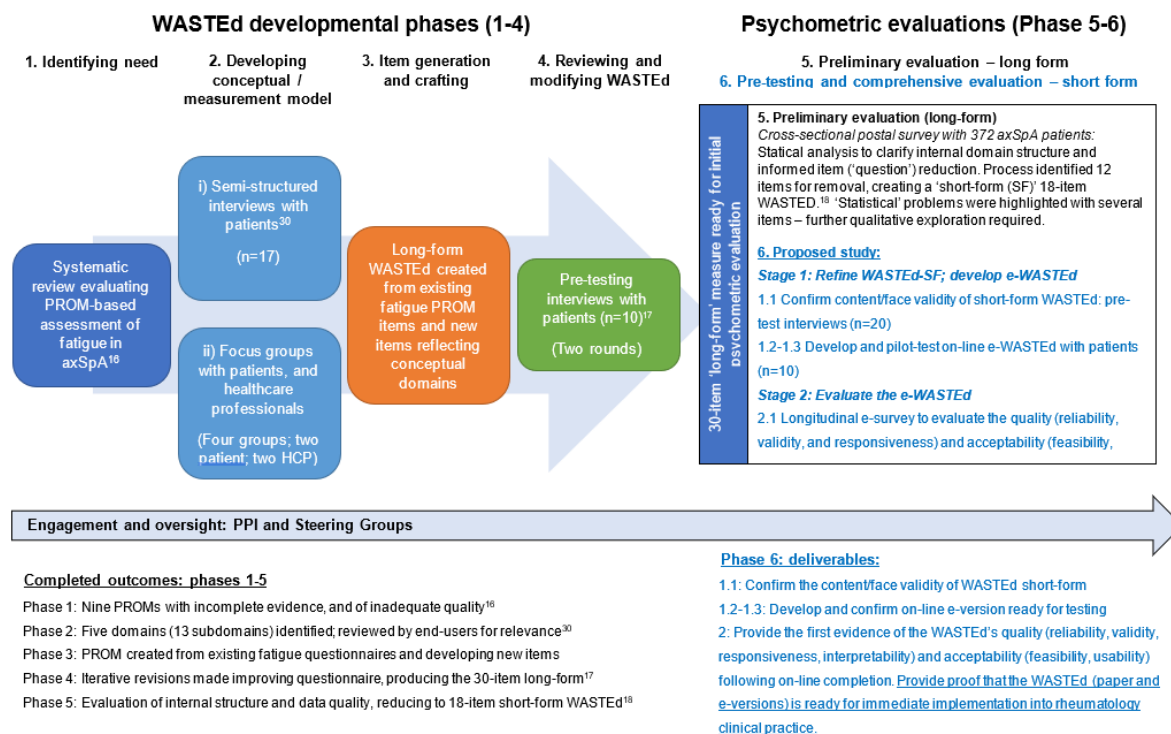 WASTEd developmental phases (1-4)
Psychometric evaluations (Phase 5-6)
1. Identifying need
2. Developing
conceptual /
measurement model
3. Item generation
and crafting
4. Reviewing and
modifying WASTEd
5. Preliminary evaluation – long form
6. Pre-testing and comprehensive evaluation – short form
Systematic
review evaluating
PROM-based
assessment of
fatigue in
axSpA16
i) Semi-structured
interviews with
patients30
(n=17)
ii) Focus groups
with patients, and
healthcare
professionals
(Four groups; two
patient; two HCP)
Long-form
WASTEd created
from existing
fatigue PROM
items and new
items reflecting
conceptual
domains
Pre-testing
interviews with
patients (n=10)17
(Two rounds)
30-item 'long-form' measure ready for initial
psychometric evaluation
5. Preliminary evaluation (long-form)
Cross-sectional postal survey with 372 axSpA patients:
Statical analysis to clarify internal domain structure and
informed item ('question') reduction. Process identified 12
items for removal, creating a 'short-form (SF)' 18-item
WASTED.18 'Statistical' problems were highlighted with several
items – further qualitative exploration required.
6. Proposed study:
Stage 1: Refine WASTEd-SF; develop e-WASTEd
1.1 Confirm content/face validity of short-form WASTEd: pre-
test interviews (n=20)
1.2-1.3 Develop and pilot-test on-line e-WASTEd with patients
(n=10)
Stage 2: Evaluate the e-WASTEd
2.1 Longitudinal e-survey to evaluate the quality (reliability,
validity, and responsiveness) and acceptability (feasibility,
Engagement and oversight: PPI and Steering Groups
Completed outcomes: phases 1-5
Phase 1: Nine PROMs with incomplete evidence, and of inadequate quality16
Phase 2: Five domains (13 subdomains) identified; reviewed by end-users for relevance30
Phase 3: PROM created from existing fatigue questionnaires and developing new items
Phase 4: Iterative revisions made improving questionnaire, producing the 30-item long-form17
Phase 5: Evaluation of internal structure and data quality, reducing to 18-item short-form WASTEd18
Phase 6: deliverables:
1.1: Confirm the content/face validity of WASTEd short-form
1.2-1.3: Develop and confirm on-line e-version ready for testing
2: Provide the first evidence of the WASTEd's quality (reliability, validity,
responsiveness, interpretability) and acceptability (feasibility, usability)
following on-line completion. Provide proof that the WASTEd (paper and
e-versions) is ready for immediate implementation into rheumatology
clinical practice.